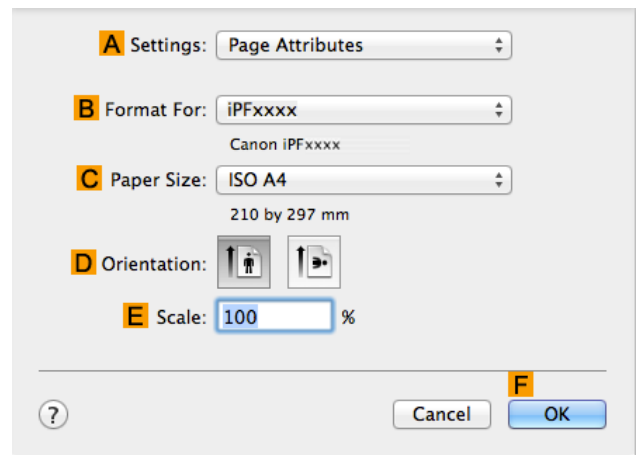 A Settings: Page Attributes
B Format For: iPFxxxx
Canon iPFxxxx
C Paper Size: ISO A4
210 by 297 mm
D Orientation:
E Scale: 100 %
F
? Cancel OK